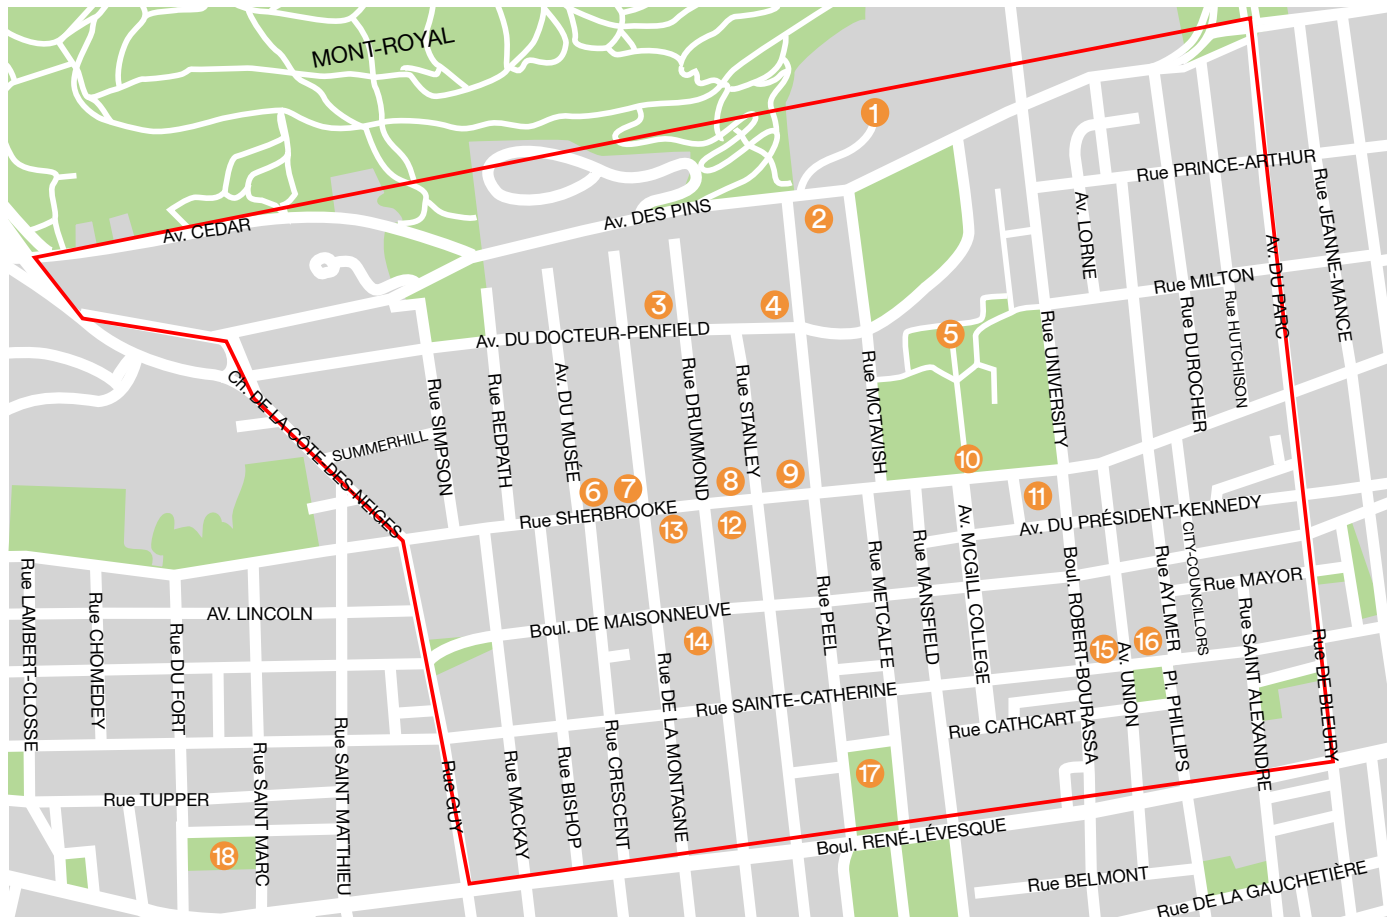 MONT-ROYAL
1
Rue PRINCE-ARTHUR
Rue JEANNE-MANCE
Av. LORNE
2
Av. DES PINS
Av. CEDAR
Av. DU PARC
Rue MILTON
Rue HUTCHISON
Rue DUROCHER
3
4
5
Av. DU DOCTEUR-PENFIELD
Rue UNIVERSITY
Rue MCTAVISH
Rue STANLEY
Rue DRUMMOND
Av. DU MUSÉE
Rue REDPATH
Rue SIMPSON
Ch. DE LA CÔTE-DES-NEIGES
SUMMERHILL
6
7
8
9
10
11
12
13
Rue SHERBROOKE
Av. DU PRÉSIDENT-KENNEDY
Av. MCGILL COLLEGE
Rue MANSFIELD
Rue METCALFE
Rue PEEL
Boul. ROBERT-BOURASSA
Rue AYLMER
CITY-COUNCILLORS
Rue MAYOR
Rue SAINT ALEXANDRE
Rue DE BLEURY
Rue LAMBERT-CLOSSE
Rue CHOMEDEY
Rue DU FORT
AV. LINCOLN
Boul. DE MAISONNEUVE
14
15
16
Av. UNION
Pl. PHILLIPS
Rue SAINTE-CATHERINE
Rue CATHCART
Rue DE LA MONTAGNE
Rue CRESCENT
Rue BISHOP
Rue MACKAY
Rue GUY
Rue SAINT MATTHIEU
Rue SAINT MARC
Rue TUPPER
17
18
Boul. RENÉ-LÉVESQUE
Rue BELMONT
Rue DE LA GAUCHETIÈRE